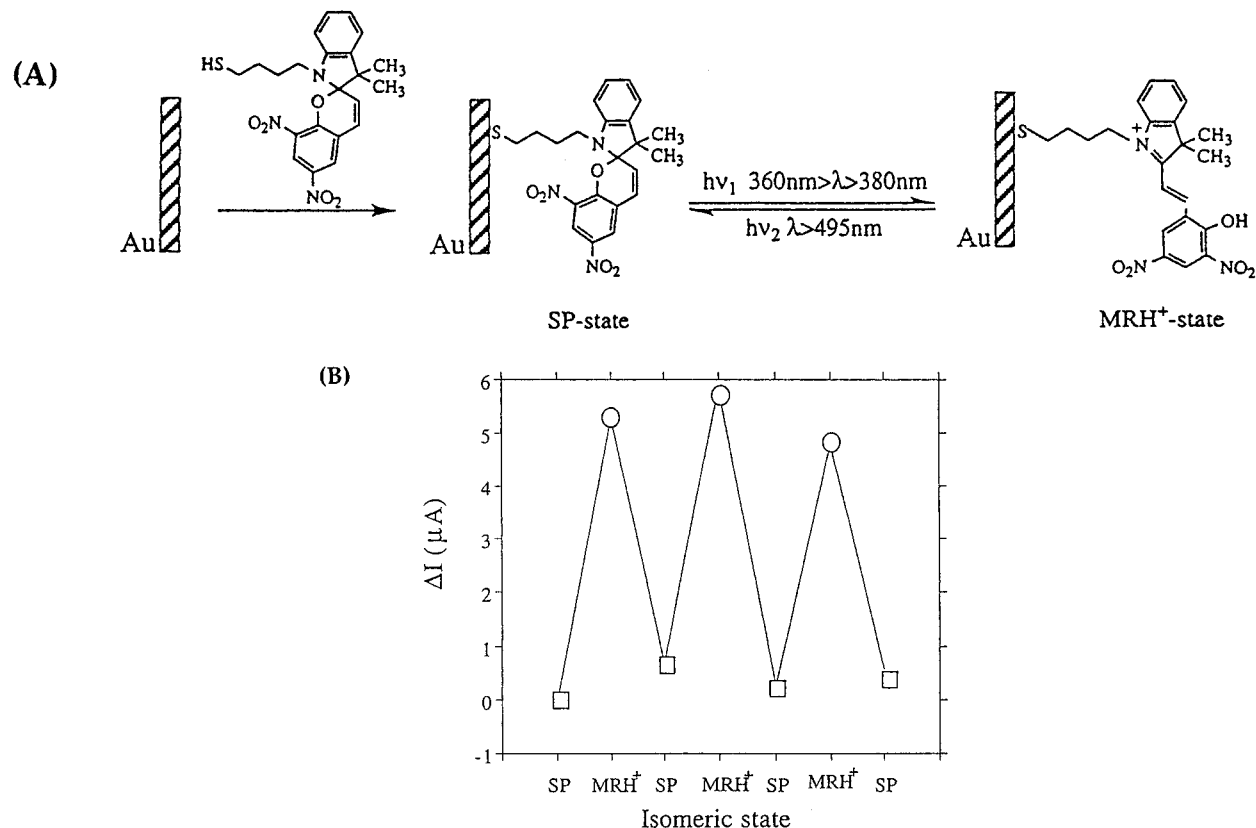 (A)
HS
N
CH₃
CH₃
O
O₂N
NO₂
Au
S
N
CH₃
CH₃
O
O₂N
NO₂
Au
SP-state
hν₁ 360nm>λ>380nm
hν₂ λ>495nm
S
+
N
CH₃
CH₃
OH
O₂N
NO₂
Au
MRH⁺-state
(B)
6
5
4
3
2
1
0
-1
ΔI (μA)
SP MRH⁺ SP MRH⁺ SP MRH⁺ SP
Isomeric state